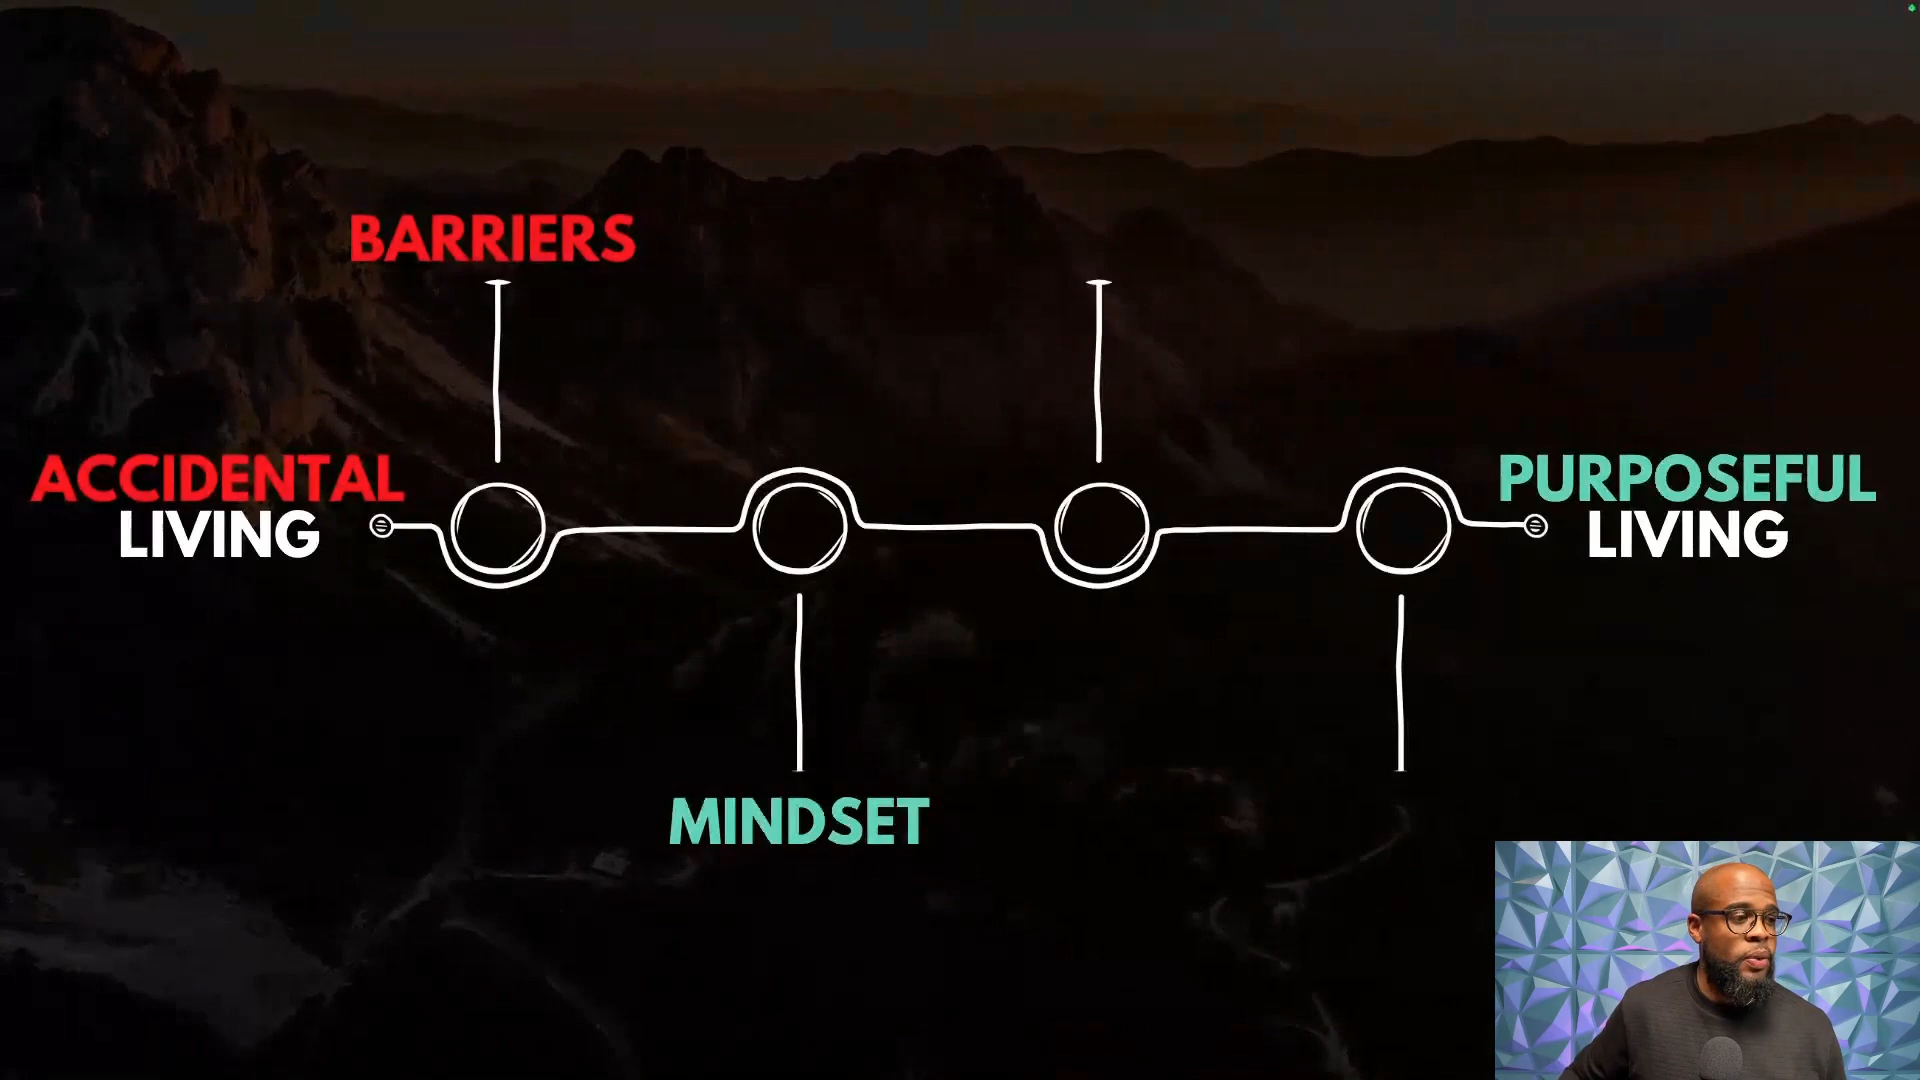 BARRIERS
ACCIDENTAL
LIVING
PURPOSEFUL
LIVING
MINDSET